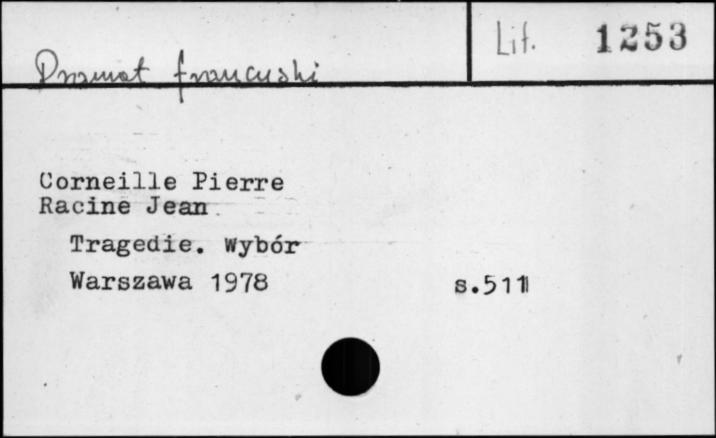 Dramat francuski
Lit. 1253
Corneille Pierre
Racine Jean
Tragedie. Wybór
Warszawa 1978 s.511